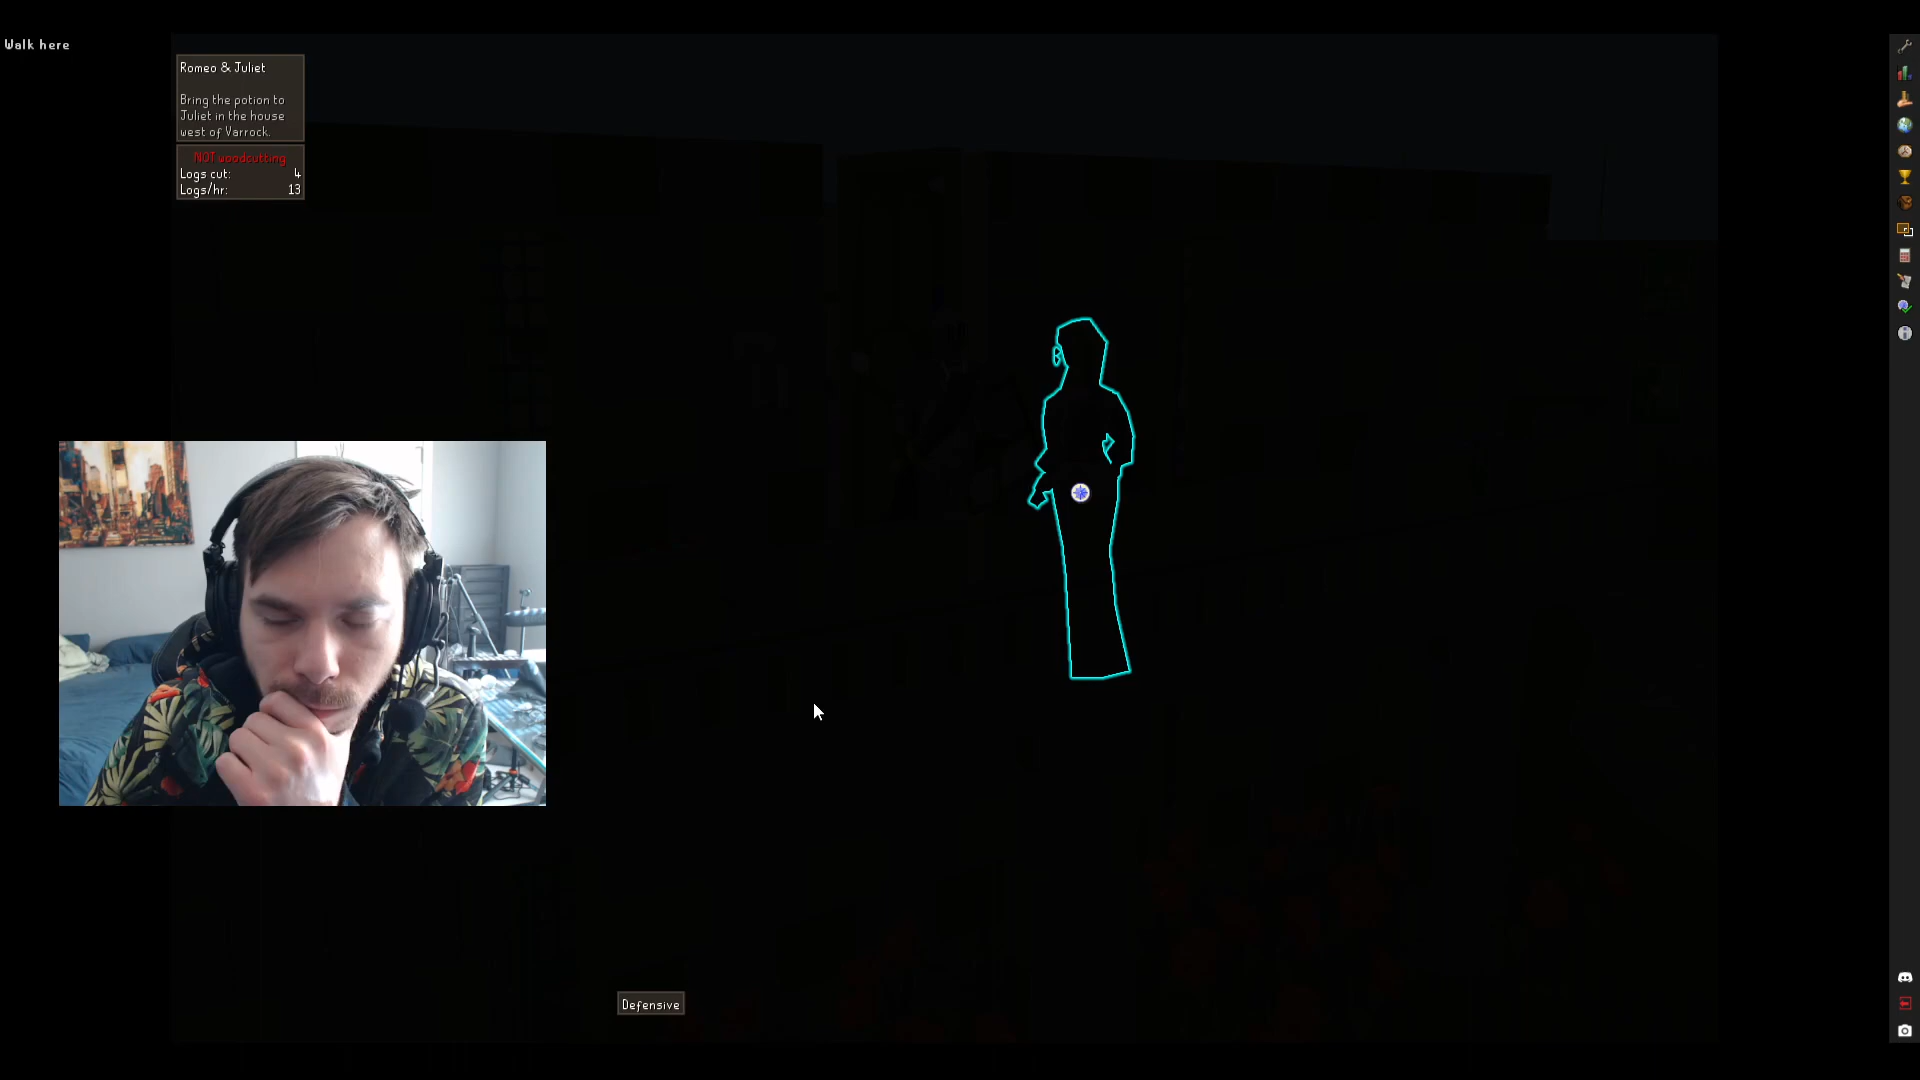 Walk here
Romeo & Juliet
Bring the potion to
Juliet in the house
west of Varrock.
NOT woodcutting
Logs cut: 4
Logs/hr: 13
Defensive